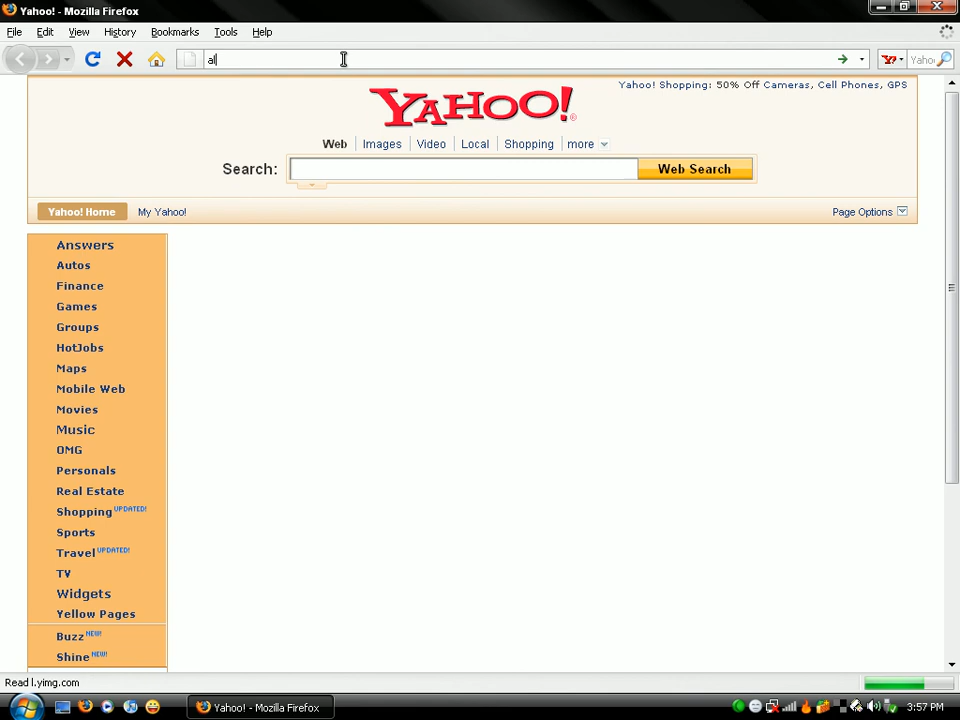 Yahoo! - Mozilla Firefox
File Edit View History Bookmarks Tools Help
al
Yaho
Yahoo! Shopping: 50% Off Cameras, Cell Phones, GPS
YAHOO!
Web Images Video Local Shopping more
Search: Web Search
Yahoo! Home My Yahoo! Page Options
Answers
Autos
Finance
Games
Groups
HotJobs
Maps
Mobile Web
Movies
Music
OMG
Personals
Real Estate
Shopping UPDATED!
Sports
Travel UPDATED!
TV
Widgets
Yellow Pages
Buzz NEW!
Shine NEW!
Read l.yimg.com
Yahoo! - Mozilla Firefox 3:57 PM